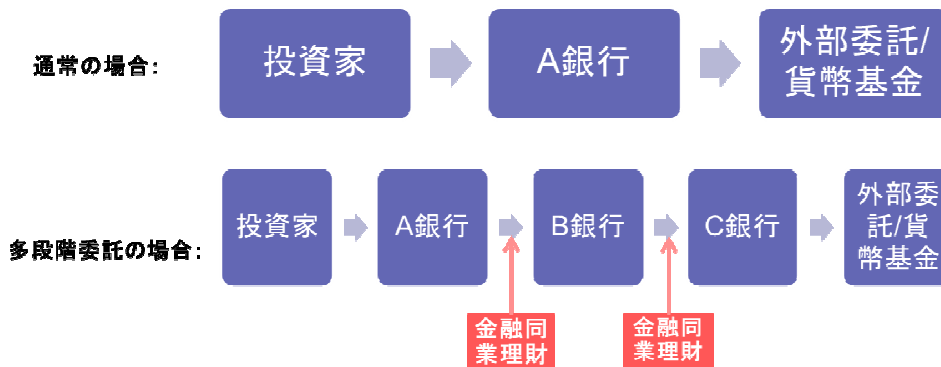 通常の場合:
投資家
A銀行
外部委託/
貨幣基金
多段階委託の場合:
投資家
A銀行
B銀行
C銀行
外部委
託/貨
幣基金
金融同
業理財
金融同
業理財